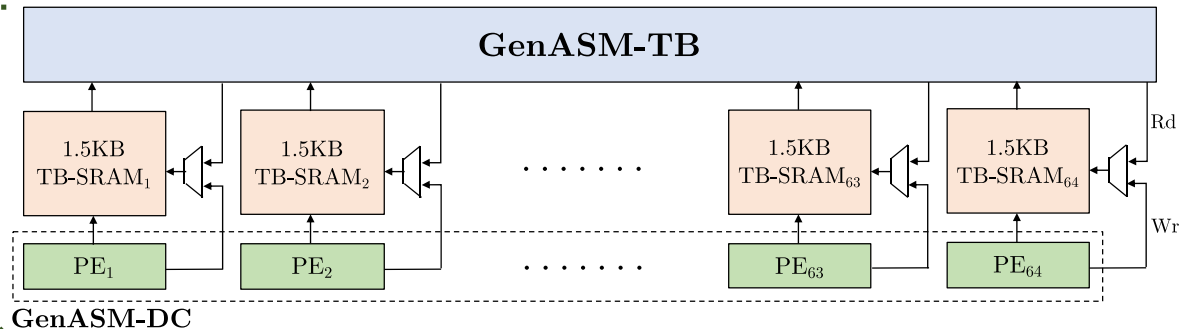 GenASM-TB
1.5KB
TB-SRAM₁
1.5KB
TB-SRAM₂
. . . . . . .
1.5KB
TB-SRAM₆₃
1.5KB
TB-SRAM₆₄
Rd
Wr
PE₁
PE₂
. . . . . . .
PE₆₃
PE₆₄
GenASM-DC